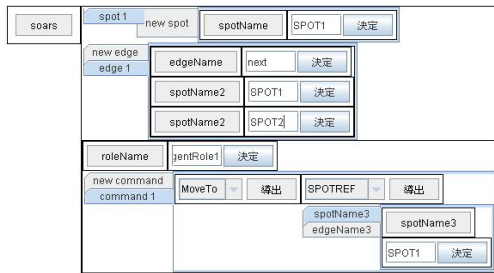 soars
spot 1
new spot
spotName
SPOT1
決定
new edge
edge 1
edgeName
next
決定
spotName2
SPOT1
決定
spotName2
SPOT2
決定
roleName
gentRole1
決定
new command
command 1
MoveTo
導出
SPOTREF
導出
spotName3
edgeName3
spotName3
SPOT1
決定